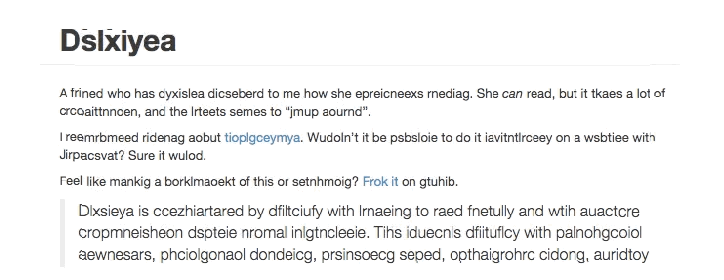 Dslxiyea
A frined who has dyxislea dicseberd to me how she epreicneexs rnediag. She can read, but it tkaes a lot of
crcoaittnncen, and the lrteets semes to "jmup aournd".
I reemrbmeed ridenag aobut tioplgceymya. Wudoln't it be psbsloie to do it iavitntlrceey on a wsbtiee with
Jirpacsvat? Sure it wulod.
Feel like mankig a borklmaoekt of this or setnhmoig? Frok it on gtuhib.
Dlxsieya is ccezhiartared by dfiltciufy with lrnaeing to raed fnetully and wtih auactcre
cropmneisheon dspteie nromal inlgtncleeie. Tihs iduecnis dfiituflcy with palnohgcoiol
aewnesars, phciolgonaol dondeicg, prsinsoecg seped, opthaigrohrc cidong, auridtoy